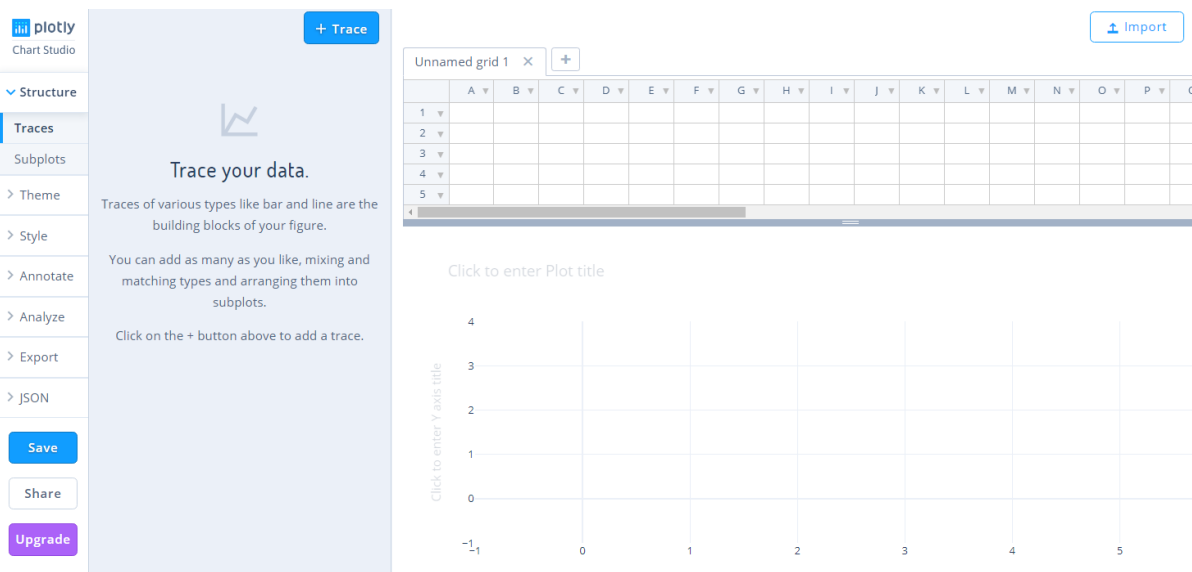 plotly
Chart Studio
Structure
Traces
Subplots
Theme
Style
Annotate
Analyze
Export
JSON
Save
Share
Upgrade
+ Trace
Trace your data.
Traces of various types like bar and line are the
building blocks of your figure.
You can add as many as you like, mixing and
matching types and arranging them into
subplots.
Click on the + button above to add a trace.
Import
Unnamed grid 1 × +
A B C D E F G H I J K L M N O P
1
2
3
4
5
Click to enter Plot title
Click to enter Y axis title
4
3
2
1
0
−1
−1 0 1 2 3 4 5